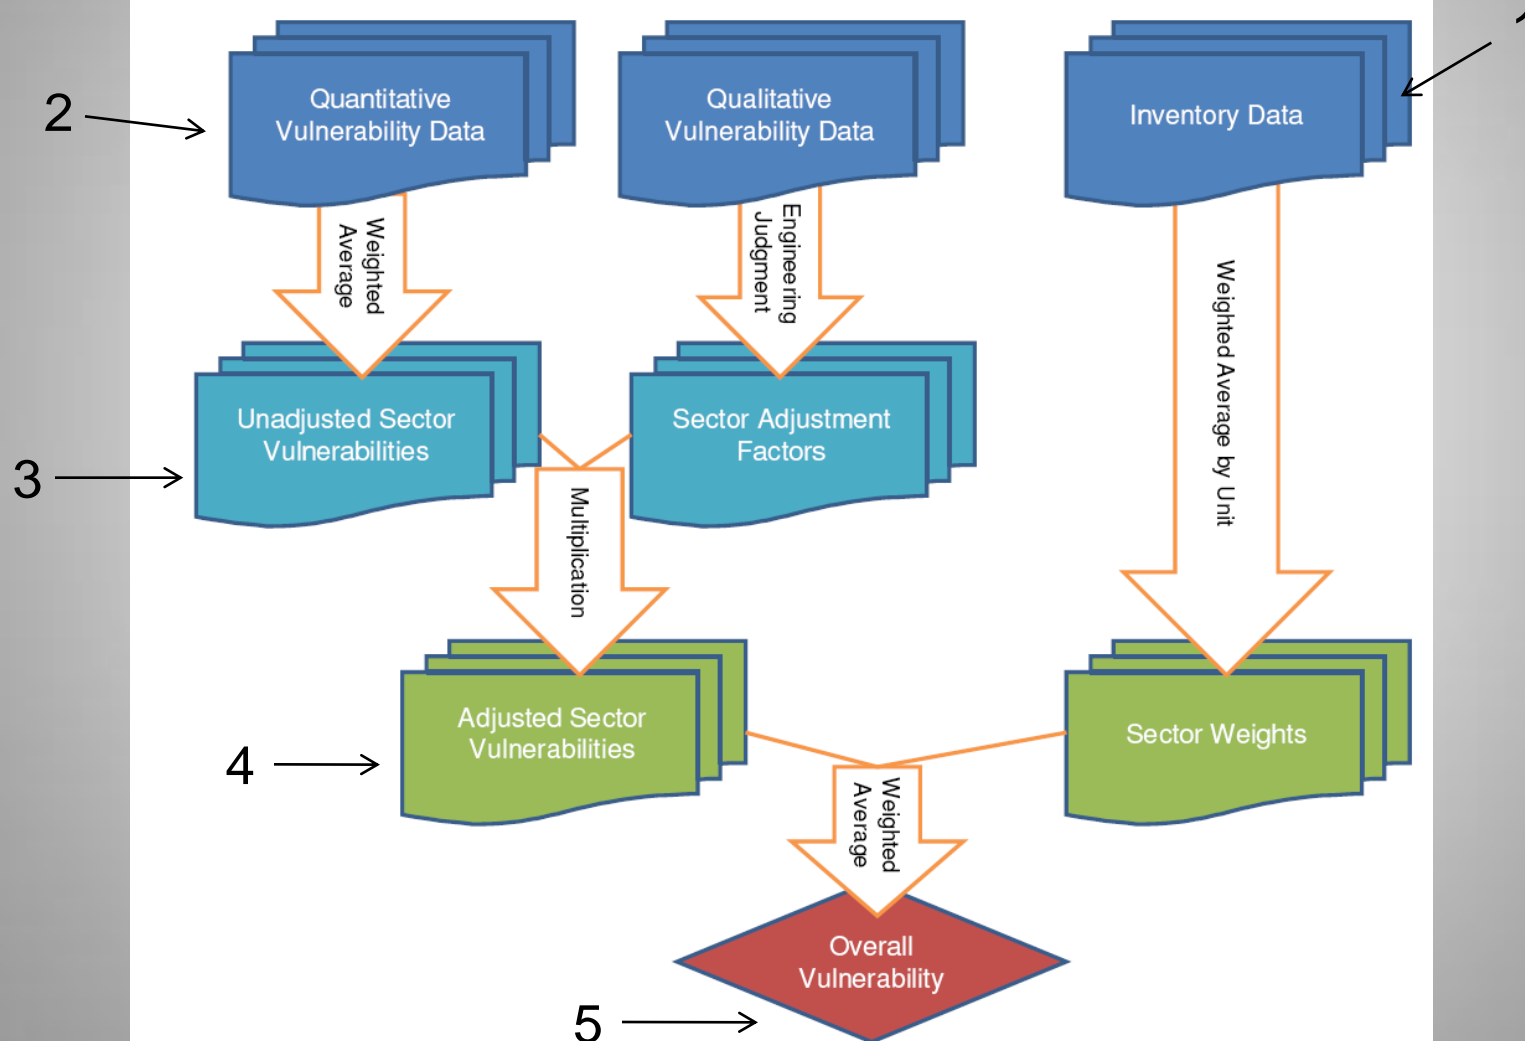 2
Quantitative
Vulnerability Data
Qualitative
Vulnerability Data
Inventory Data
Weighted
Average
Engineering
Judgment
Weighted Average by Unit
3
Unadjusted Sector
Vulnerabilities
Sector Adjustment
Factors
Multiplication
4
Adjusted Sector
Vulnerabilities
Sector Weights
Weighted
Average
Overall
Vulnerability
5